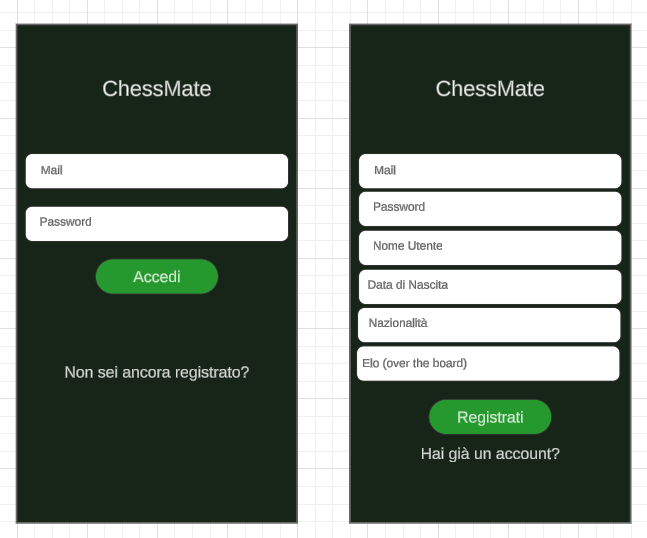 ChessMate
Mail
Password
Accedi
Non sei ancora registrato?
ChessMate
Mail
Password
Nome Utente
Data di Nascita
Nazionalità
Elo (over the board)
Registrati
Hai già un account?